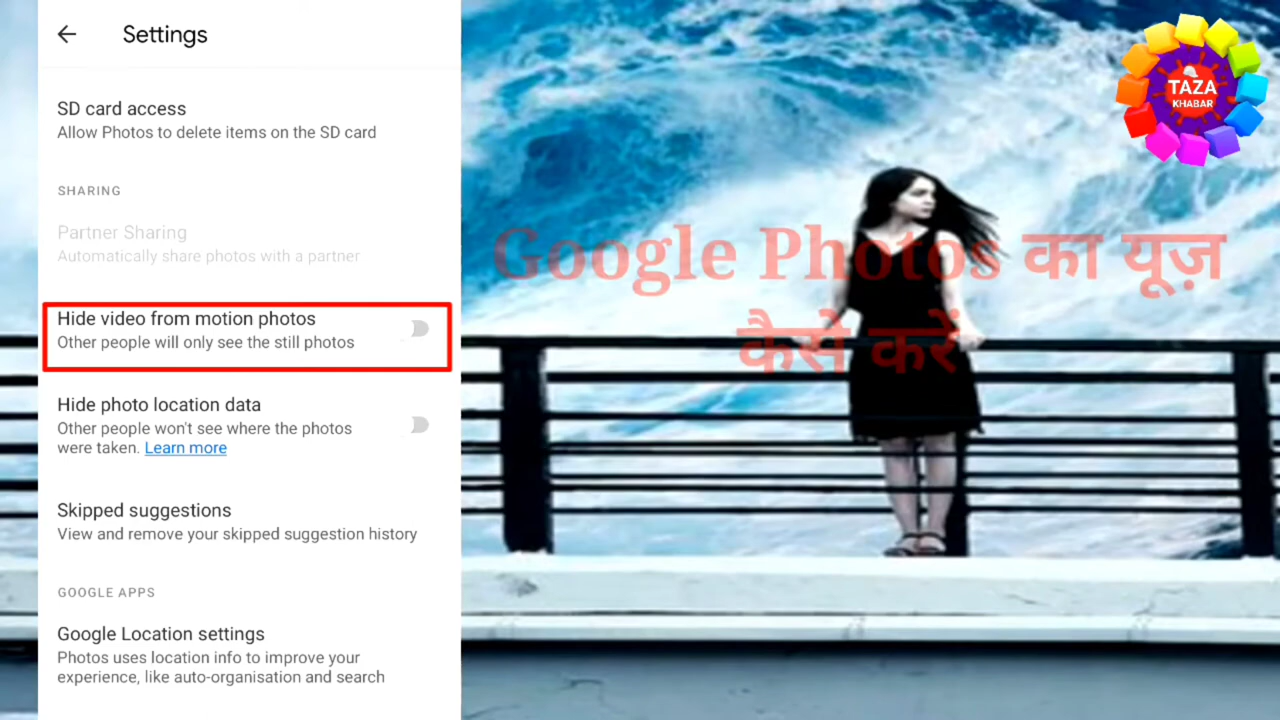 Settings
SD card access
Allow Photos to delete items on the SD card
SHARING
Partner Sharing
Automatically share photos with a partner
Hide video from motion photos
Other people will only see the still photos
Hide photo location data
Other people won't see where the photos
were taken. Learn more
Skipped suggestions
View and remove your skipped suggestion history
GOOGLE APPS
Google Location settings
Photos uses location info to improve your
experience, like auto-organisation and search
Google Photos का यूज़
कैसे करें
TAZA
KHABAR